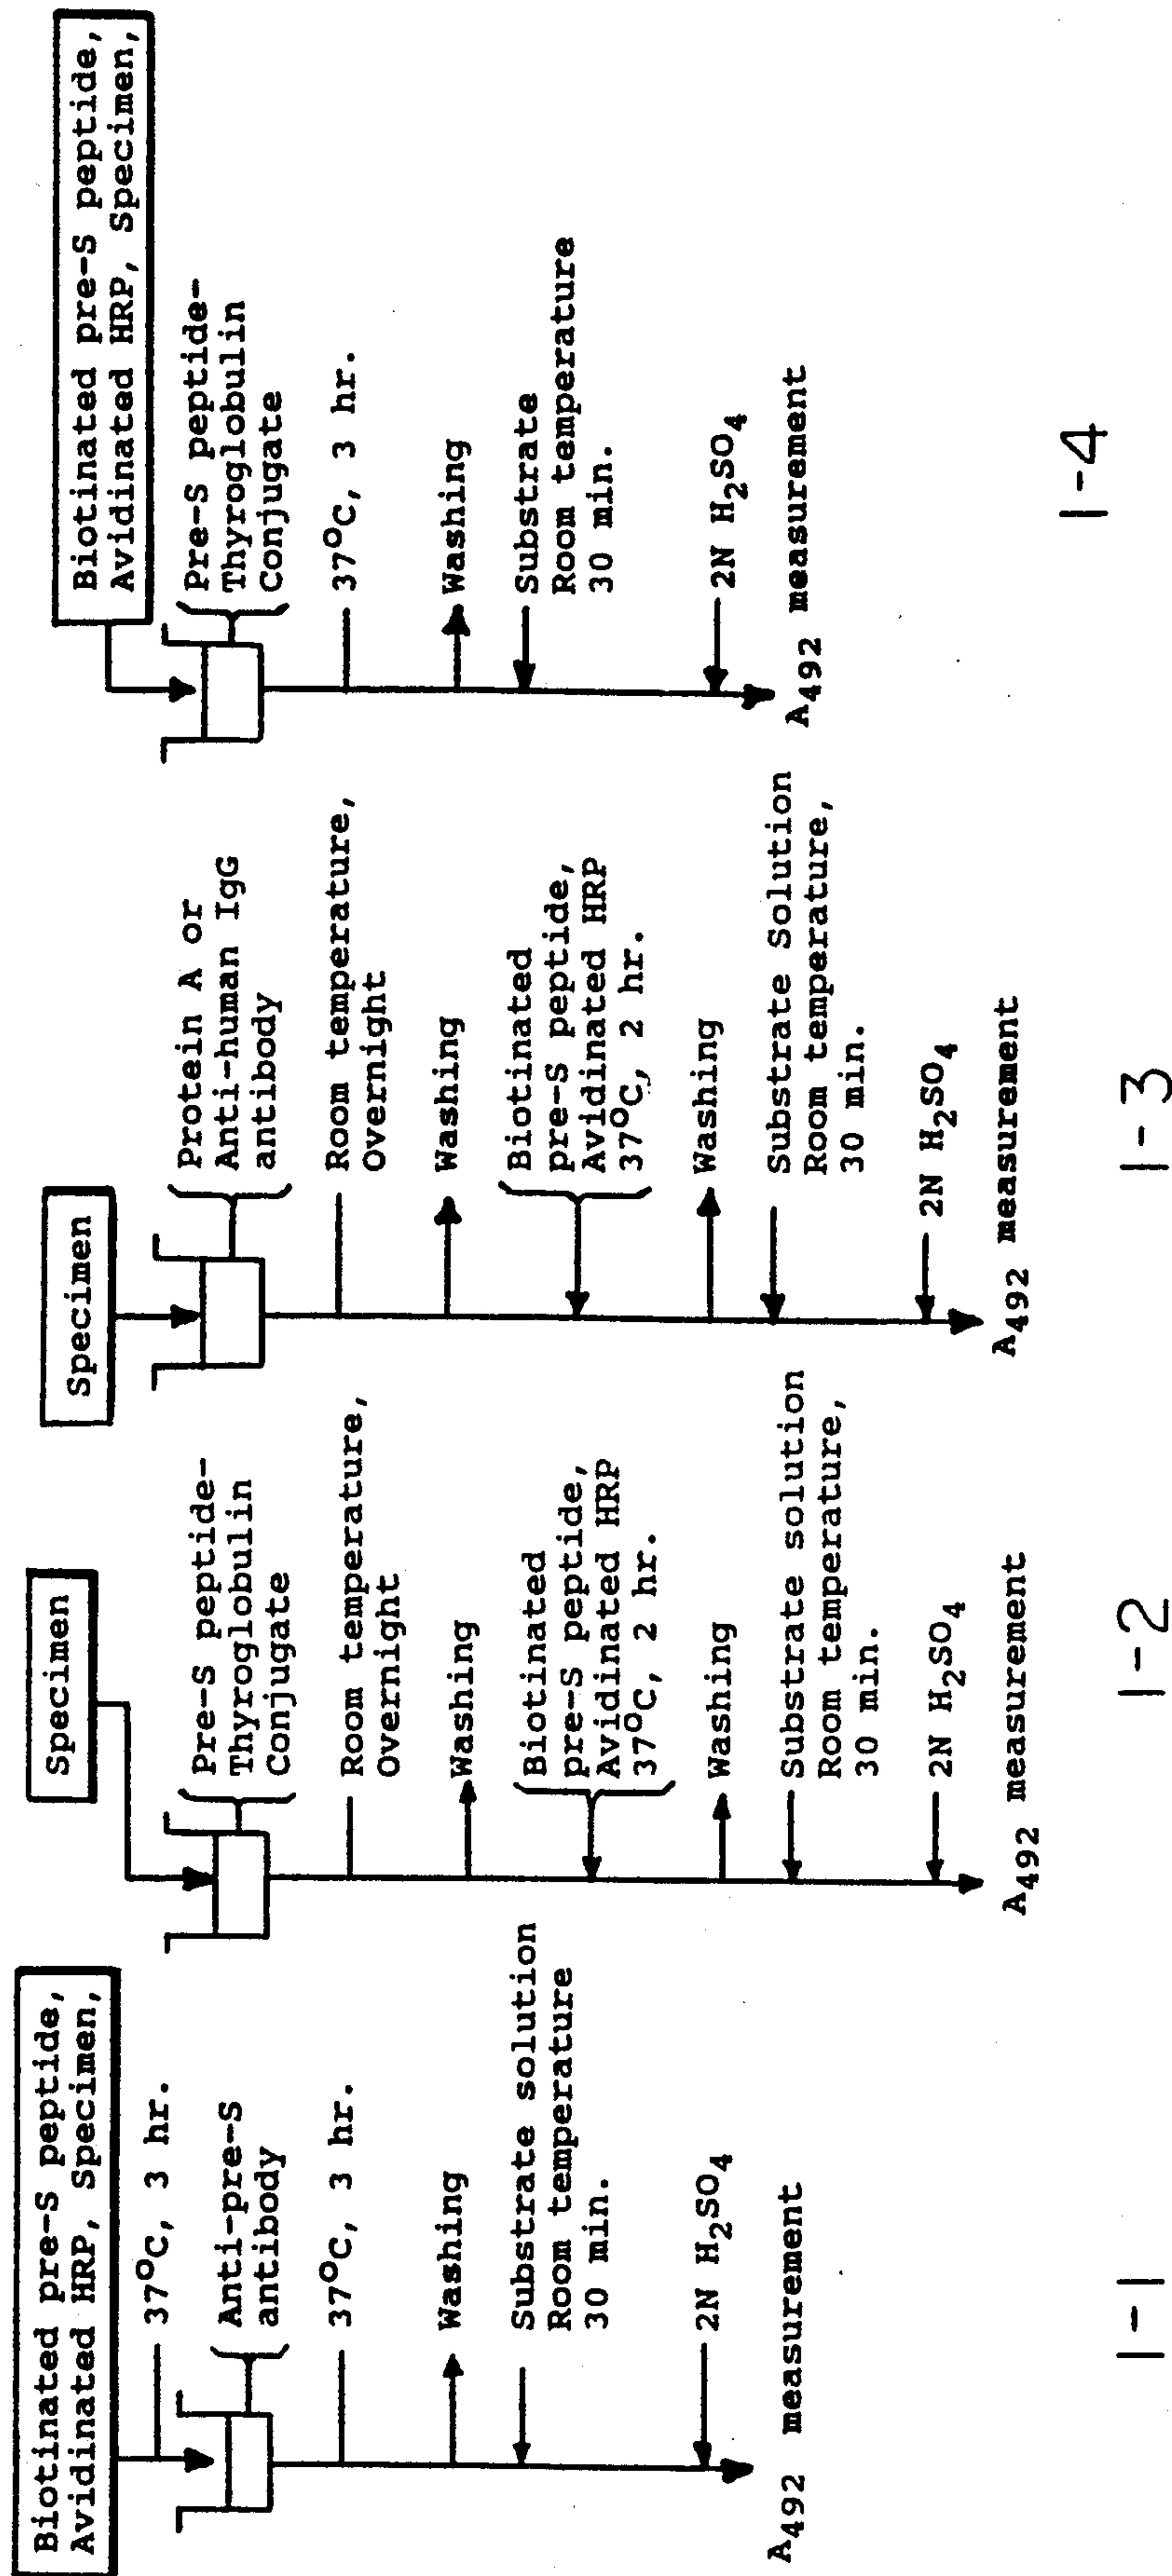 Biotinated pre-S peptide,
Avidinated HRP, Specimen,
37°C, 3 hr.
Anti-pre-S
antibody
37°C, 3 hr.
Washing
Substrate solution
Room temperature
30 min.
2N H2SO4
A492 measurement
1-1
Specimen
Pre-S peptide-
Thyroglobulin
Conjugate
Room temperature,
Overnight
Washing
Biotinated
pre-S peptide,
Avidinated HRP
37°C, 2 hr.
Washing
Substrate solution
Room temperature,
30 min.
2N H2SO4
A492 measurement
1-2
Specimen
Protein A or
Anti-human IgG
antibody
Room temperature,
Overnight
Washing
Biotinated
pre-S peptide,
Avidinated HRP
37°C, 2 hr.
Washing
Substrate Solution
Room temperature,
30 min.
2N H2SO4
A492 measurement
1-3
Biotinated pre-S peptide,
Avidinated HRP, Specimen,
Pre-S peptide-
Thyroglobulin
Conjugate
37°C, 3 hr.
Washing
Substrate
Room temperature
30 min.
2N H2SO4
A492 measurement
1-4